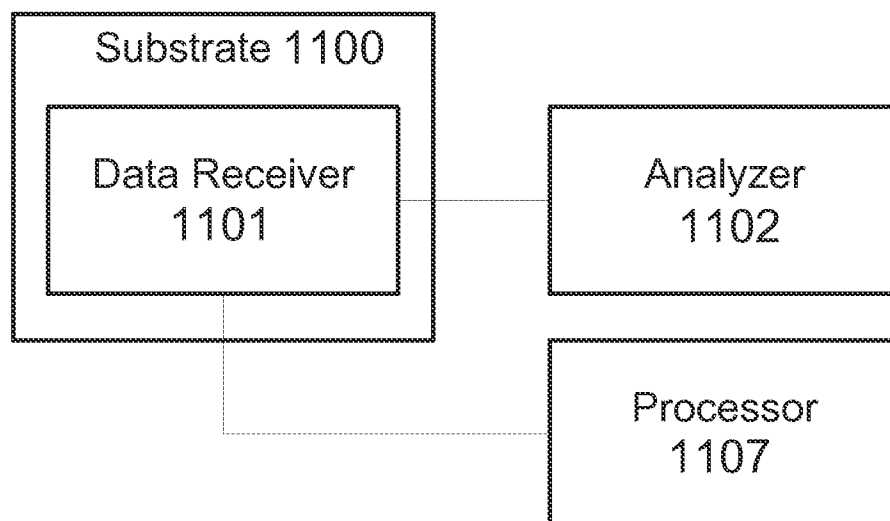 Substrate 1100
Data Receiver
1101
Analyzer
1102
Processor
1107